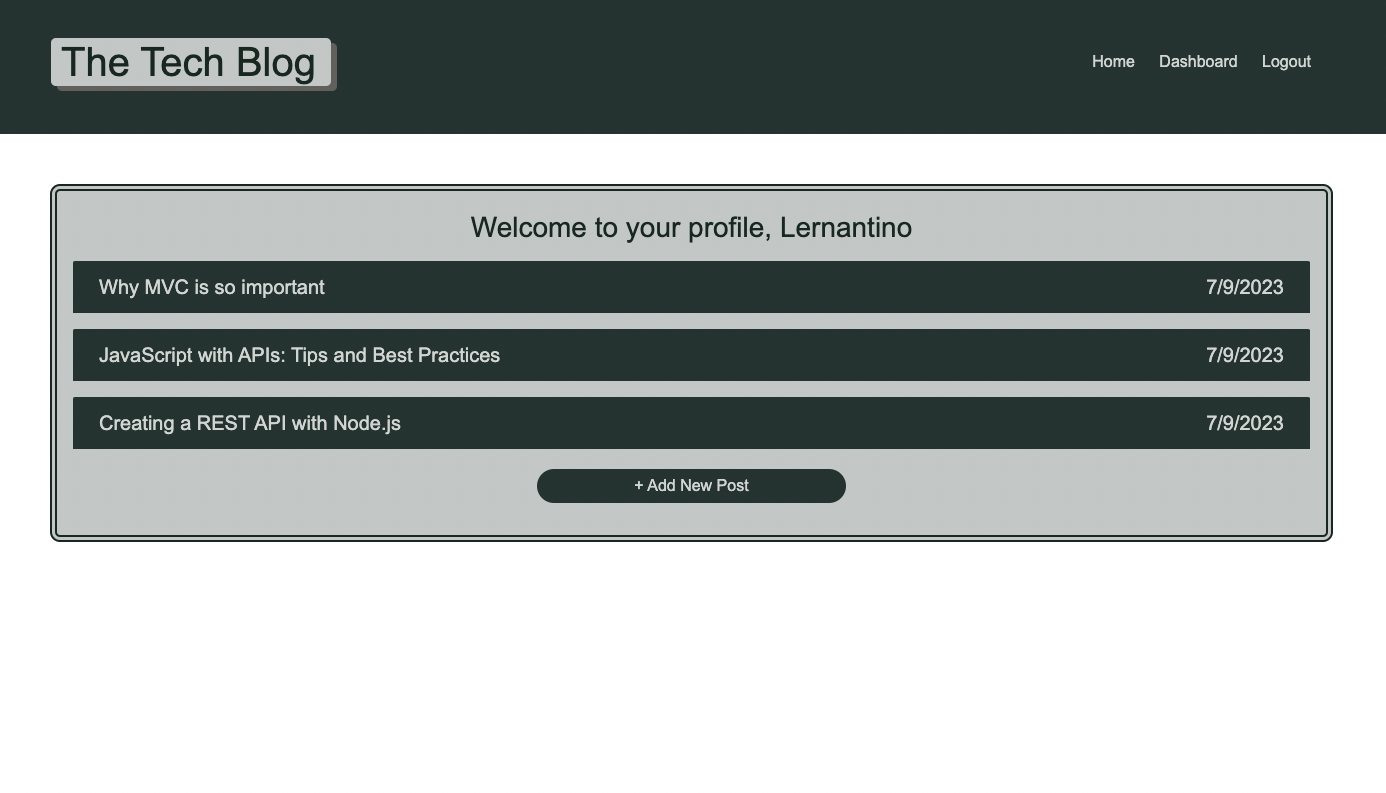 The Tech Blog
Home Dashboard Logout
Welcome to your profile, Lernantino
Why MVC is so important 7/9/2023
JavaScript with APIs: Tips and Best Practices 7/9/2023
Creating a REST API with Node.js 7/9/2023
+ Add New Post